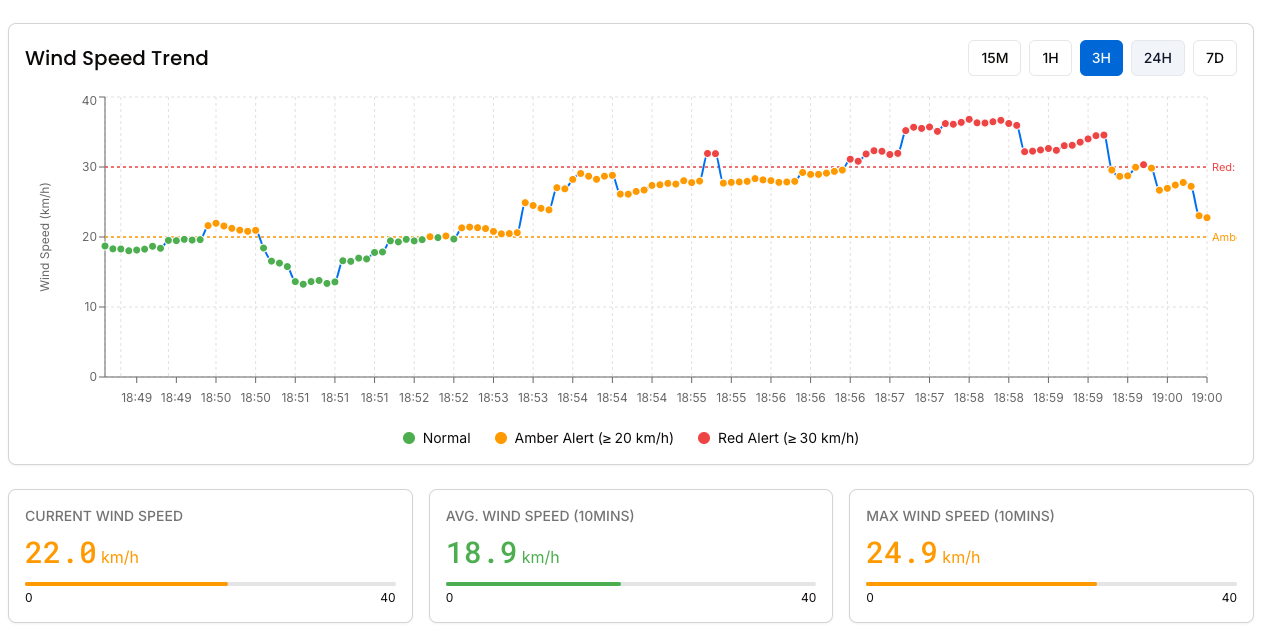 Wind Speed Trend
15M 1H 3H 24H 7D
40
30
20
10
0
Wind Speed (km/h)
Red:
Amb
18:49 18:49 18:50 18:50 18:51 18:51 18:51 18:52 18:52 18:53 18:53 18:54 18:54 18:54 18:55 18:55 18:56 18:56 18:56 18:57 18:57 18:58 18:58 18:59 18:59 18:59 19:00 19:00
Normal Amber Alert (≥ 20 km/h) Red Alert (≥ 30 km/h)
CURRENT WIND SPEED
22.0 km/h
0 40
AVG. WIND SPEED (10MINS)
18.9 km/h
0 40
MAX WIND SPEED (10MINS)
24.9 km/h
0 40